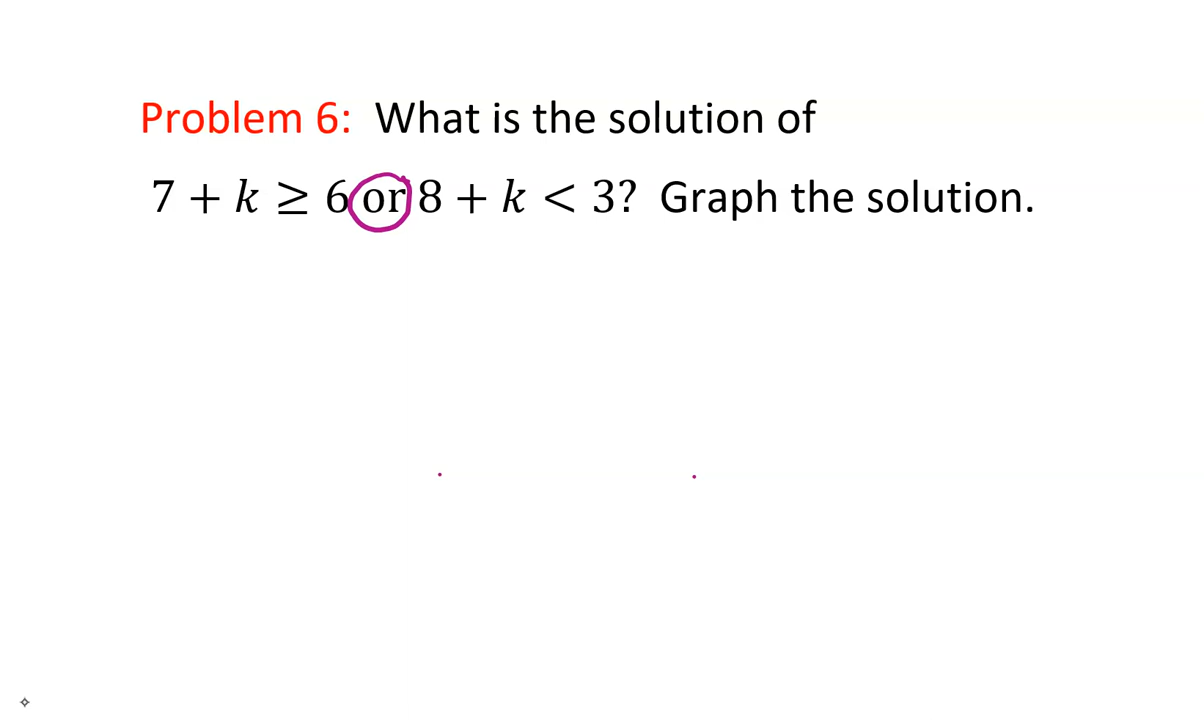 Problem 6: What is the solution of
7 + k ≥ 6 or 8 + k < 3? Graph the solution.